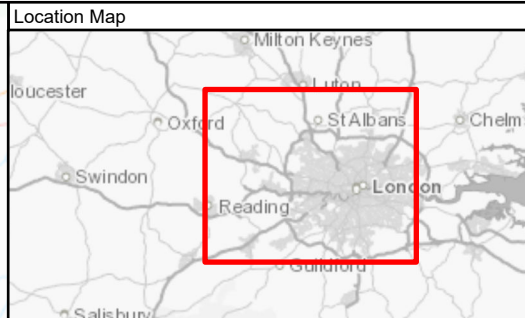 Location Map
Milton Keynes
loucester
Luton
Oxford
St Albans
Chelm
Swindon
London
Reading
Guildford
Salisbury